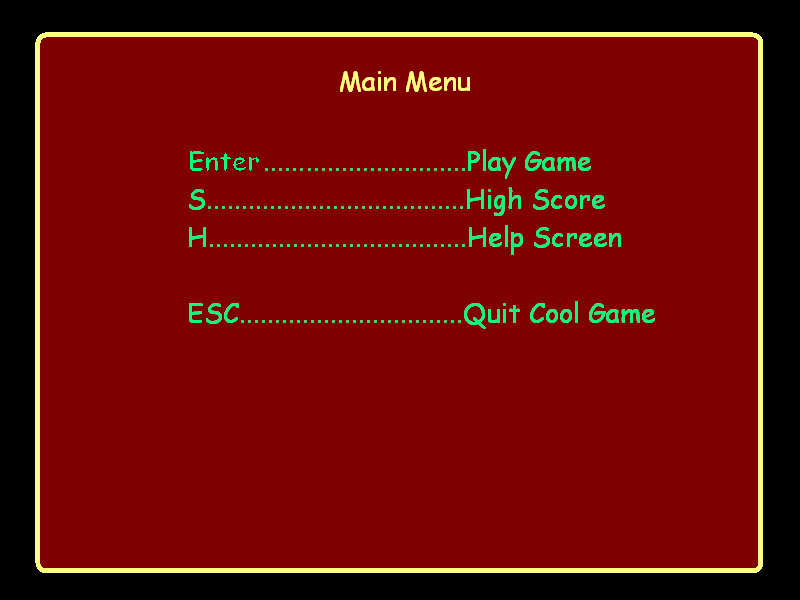 Main Menu
Enter.............................Play Game
S.....................................High Score
H.....................................Help Screen
ESC................................Quit Cool Game